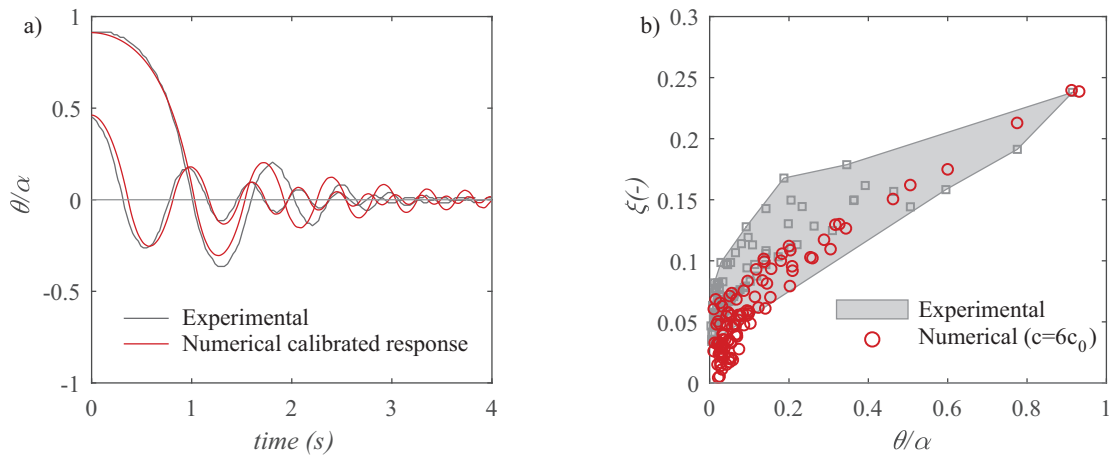 a)
1
0.5
0
-0.5
-1
θ/α
0 1 2 3 4
time (s)
Experimental
Numerical calibrated response
b)
0.3
0.25
0.2
0.15
0.1
0.05
0
ξ(-)
0 0.2 0.4 0.6 0.8 1
θ/α
Experimental
Numerical (c=6c₀)